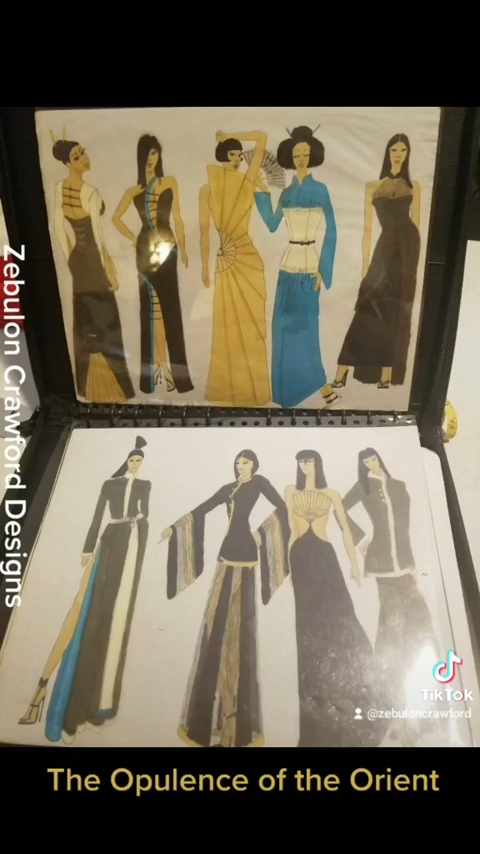 Zebulon Crawford Designs
TikTok
@zebuloncrawford
The Opulence of the Orient